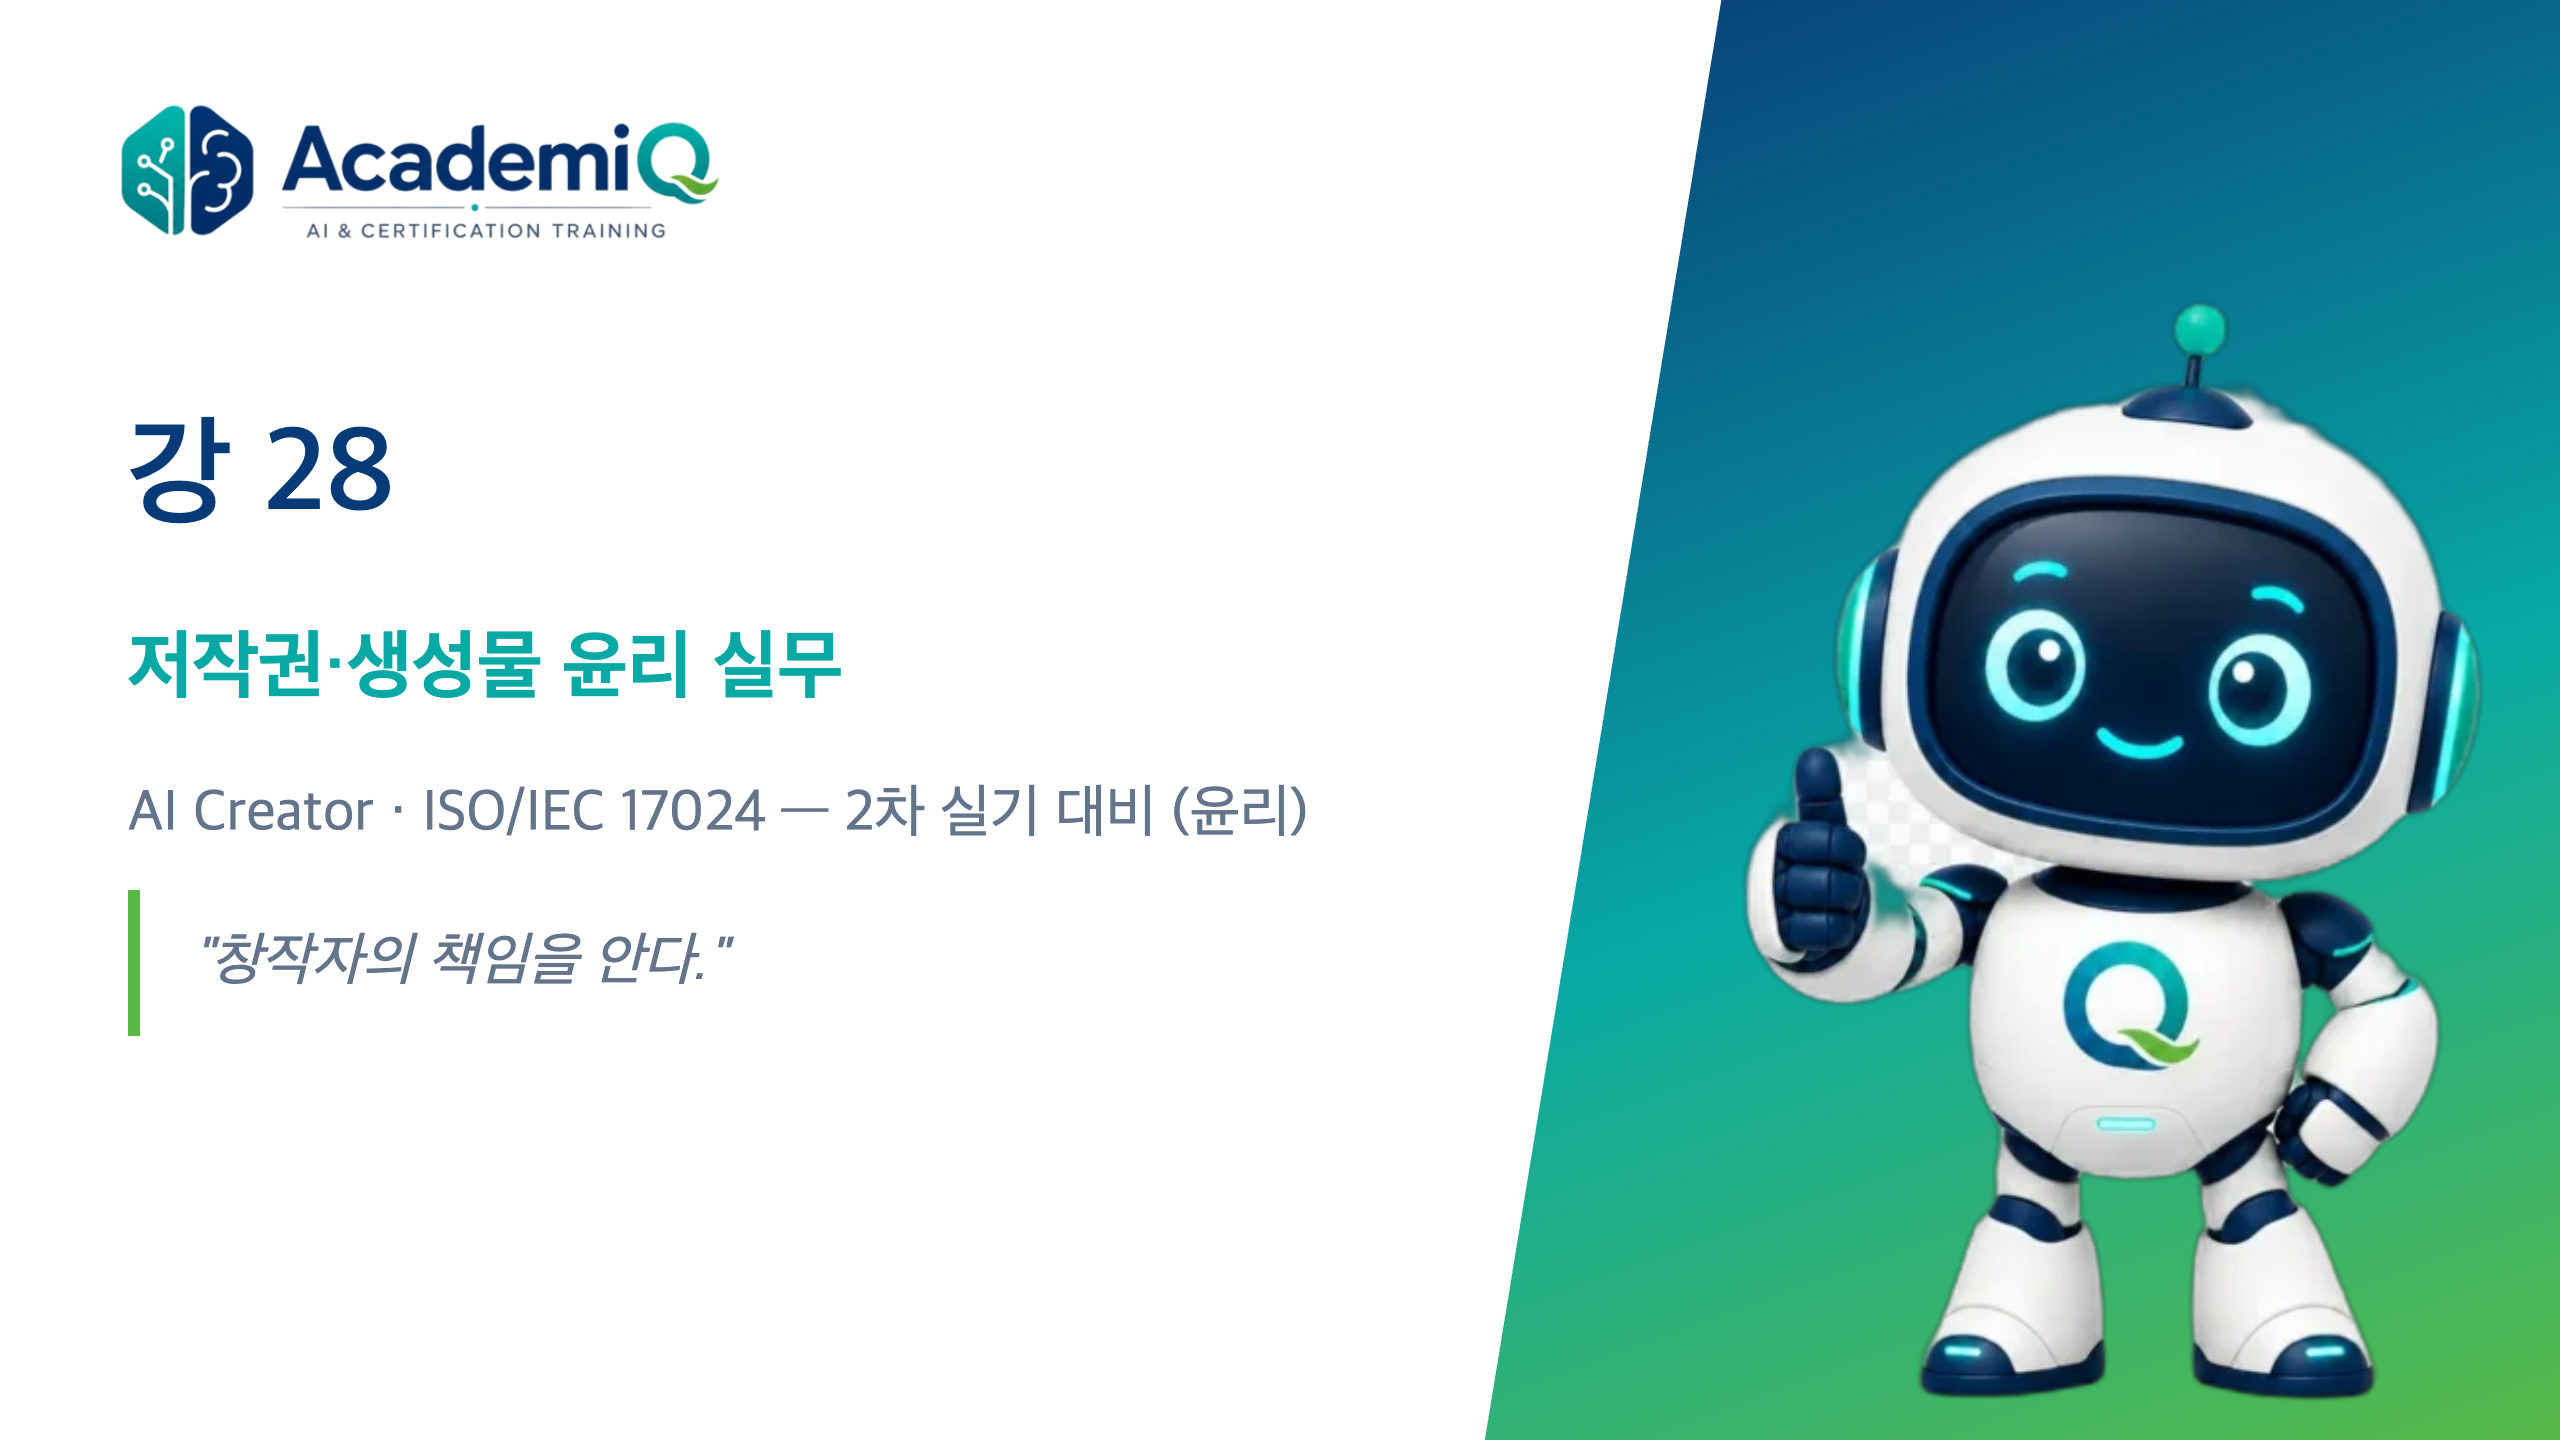 AcademiQ
AI & CERTIFICATION TRAINING
강 28
저작권·생성물 윤리 실무
AI Creator · ISO/IEC 17024 — 2차 실기 대비 (윤리)
"창작자의 책임을 안다."
Q